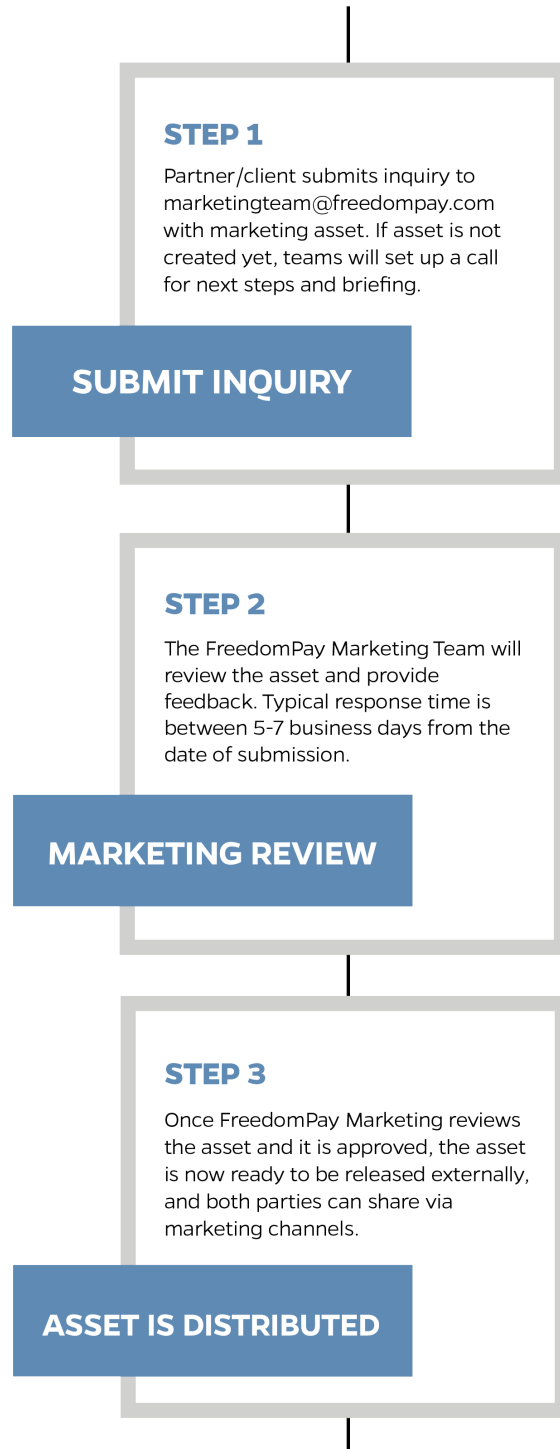 STEP 1
Partner/client submits inquiry to
marketingteam@freedompay.com
with marketing asset. If asset is not
created yet, teams will set up a call
for next steps and briefing.
SUBMIT INQUIRY
STEP 2
The FreedomPay Marketing Team will
review the asset and provide
feedback. Typical response time is
between 5-7 business days from the
date of submission.
MARKETING REVIEW
STEP 3
Once FreedomPay Marketing reviews
the asset and it is approved, the asset
is now ready to be released externally,
and both parties can share via
marketing channels.
ASSET IS DISTRIBUTED